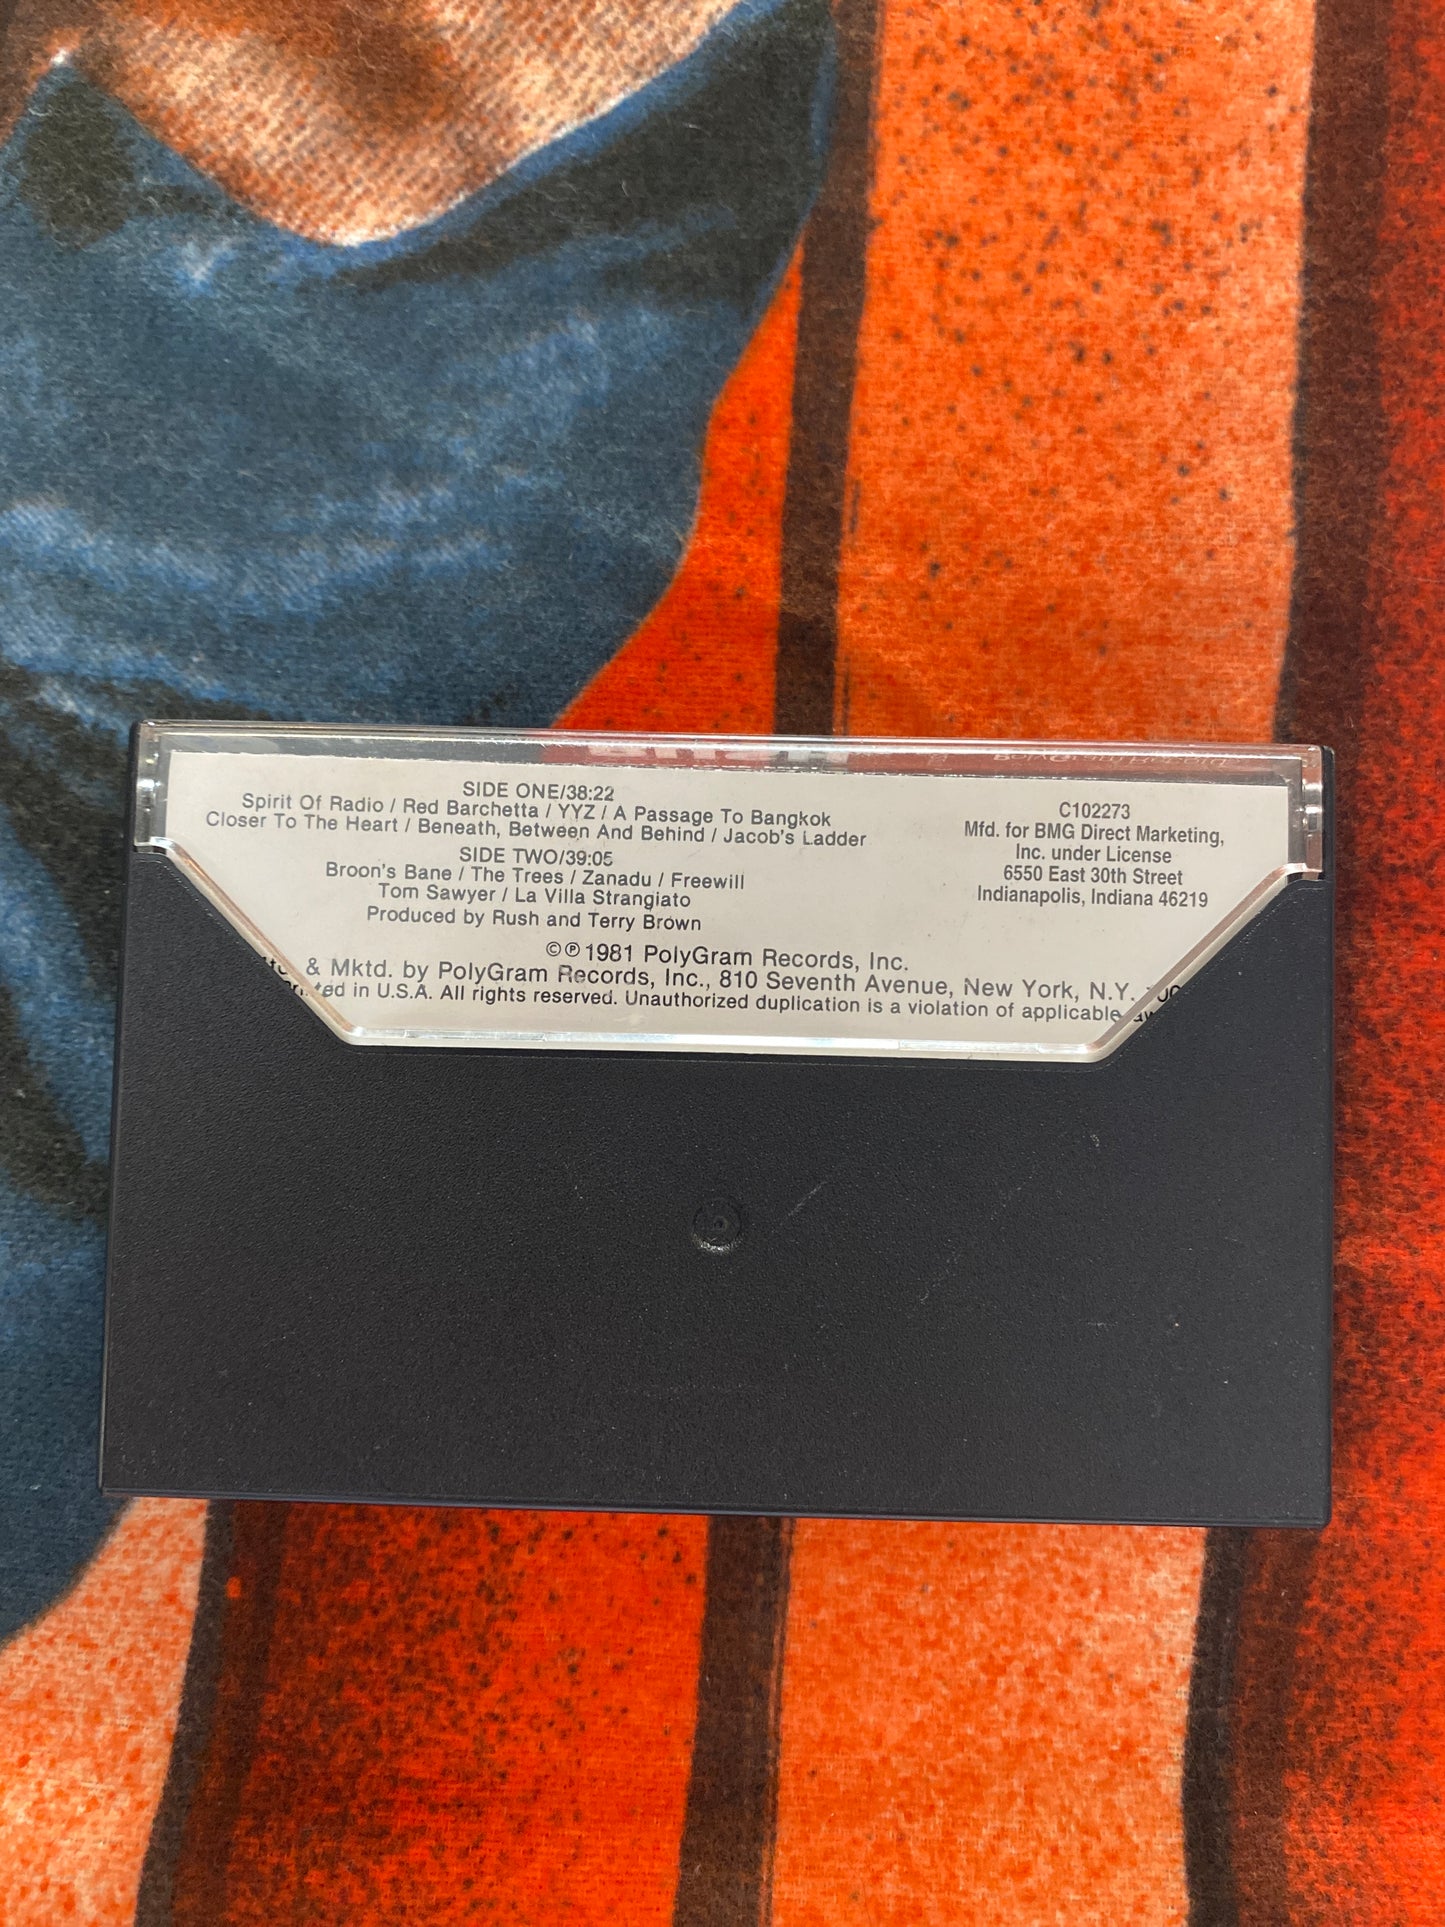 SIDE ONE/38:22
Spirit Of Radio / Red Barchetta / YYZ / A Passage To Bangkok
Closer To The Heart / Beneath, Between And Behind / Jacob's Ladder
SIDE TWO/39:05
Broon's Bane / The Trees / Zanadu / Freewill
Tom Sawyer / La Villa Strangiato
Produced by Rush and Terry Brown
©℗1981 PolyGram Records, Inc.
& Mktd. by PolyGram Records, Inc., 810 Seventh Avenue, New York, N.Y.
in U.S.A. All rights reserved. Unauthorized duplication is a violation of applicable
C102273
Mfd. for BMG Direct Marketing,
Inc. under License
6550 East 30th Street
Indianapolis, Indiana 46219